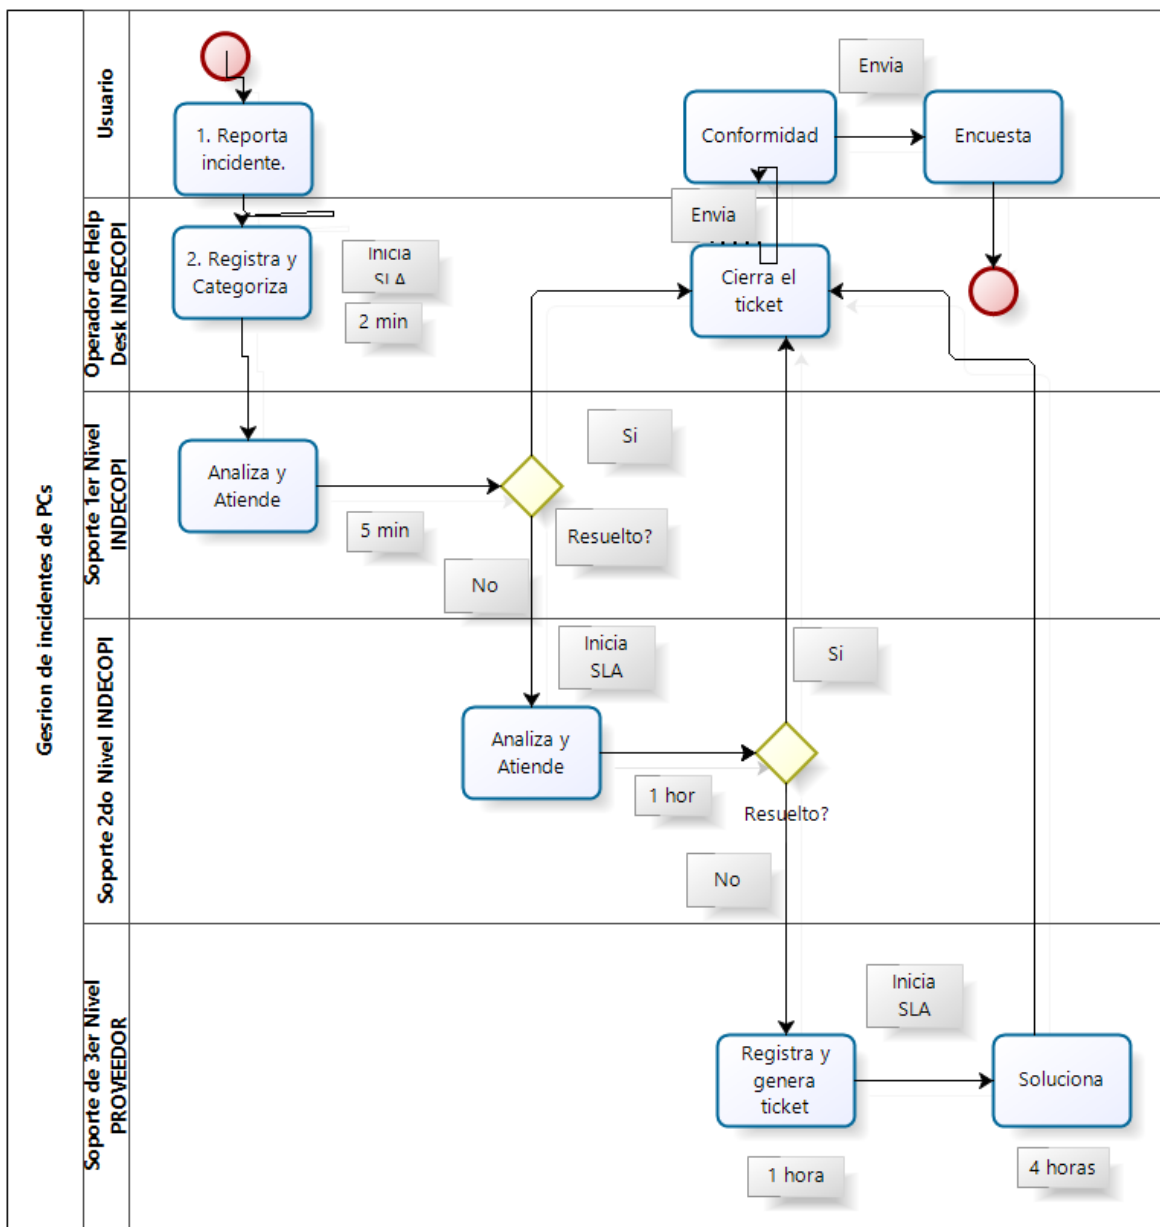 Gesrion de incidentes de PCs
Usuario
1. Reporta
incidente.
Conformidad
Envia
Encuesta
Operador de Help
Desk INDECOPI
2. Registra y
Categoriza
Inicia
SLA
2 min
Envia
Cierra el
ticket
Soporte 1er Nivel
INDECOPI
Analiza y
Atiende
5 min
Si
Resuelto?
No
Soporte 2do Nivel INDECOPI
Inicia
SLA
Analiza y
Atiende
1 hor
Si
Resuelto?
No
Soporte de 3er Nivel
PROVEEDOR
Registra y
genera
ticket
1 hora
Inicia
SLA
Soluciona
4 horas